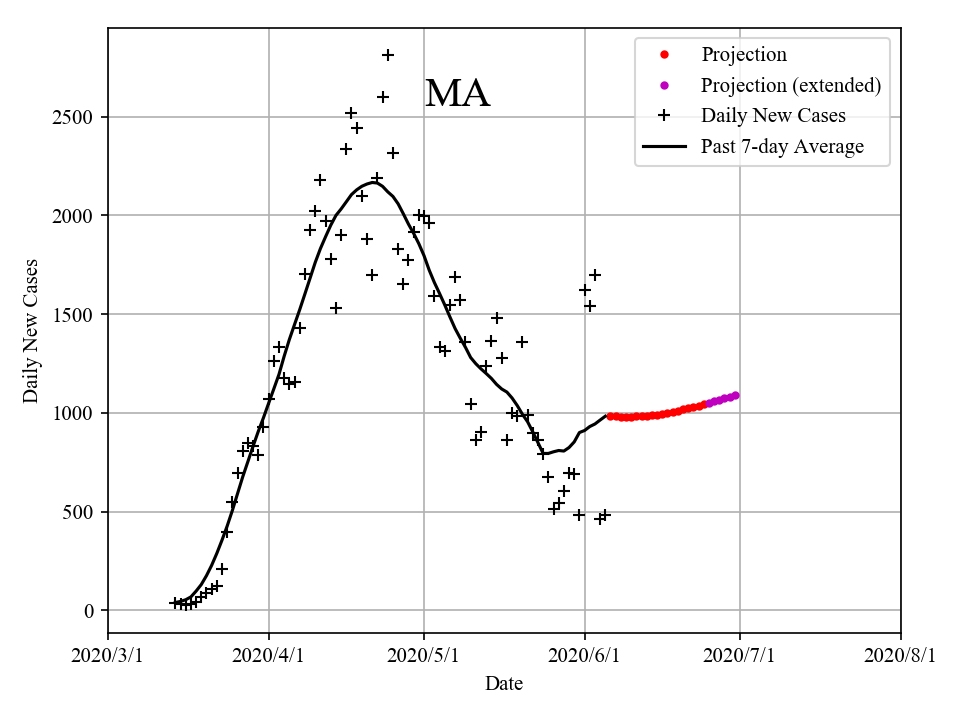 MA
Projection
Projection (extended)
Daily New Cases
Past 7-day Average
Daily New Cases
2500
2000
1500
1000
500
0
2020/3/1 2020/4/1 2020/5/1 2020/6/1 2020/7/1 2020/8/1
Date